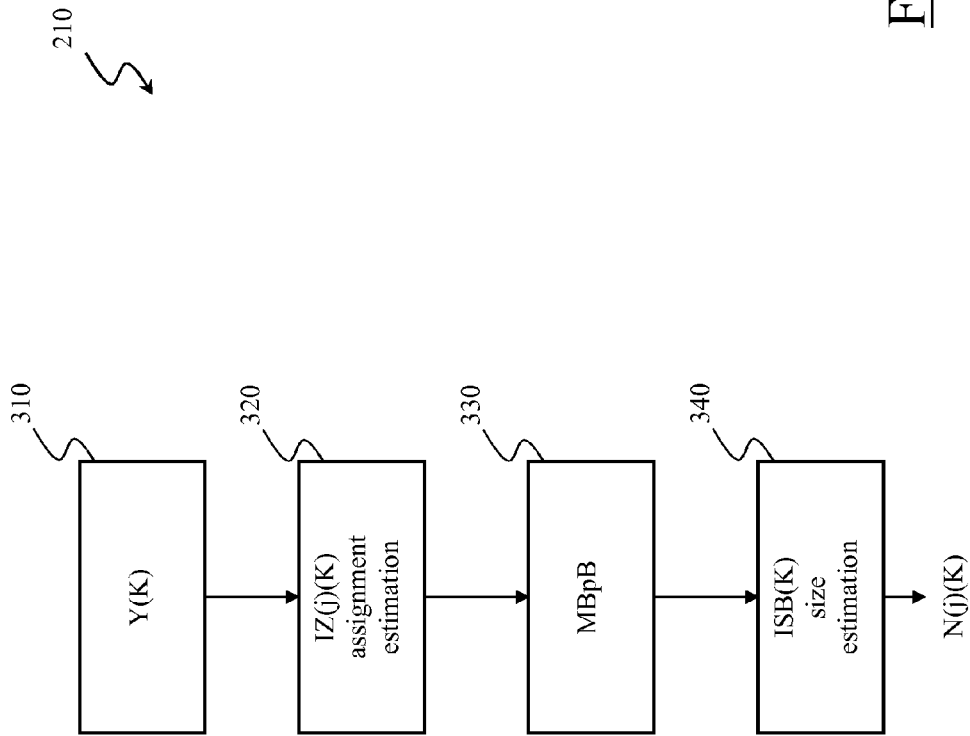 210
310
Y(K)
320
IZ(j)(K)
assignment
estimation
330
MBpB
340
ISB(K)
size
estimation
N(j)(K)
F